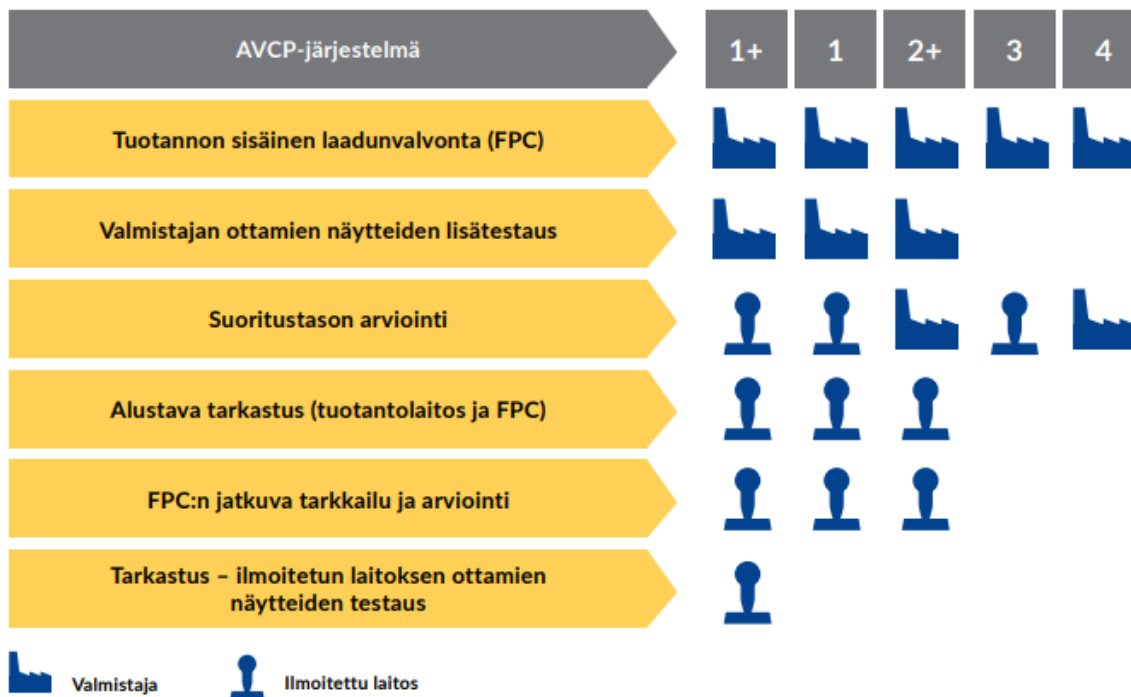 AVCP-järjestelmä 1+ 1 2+ 3 4
Tuotannon sisäinen laadunvalvonta (FPC)
Valmistajan ottamien näytteiden lisätestaus
Suoritustason arviointi
Alustava tarkastus (tuotantolaitos ja FPC)
FPC:n jatkuva tarkkailu ja arviointi
Tarkastus – ilmoitetun laitoksen ottamien
näytteiden testaus
Valmistaja Ilmoitettu laitos